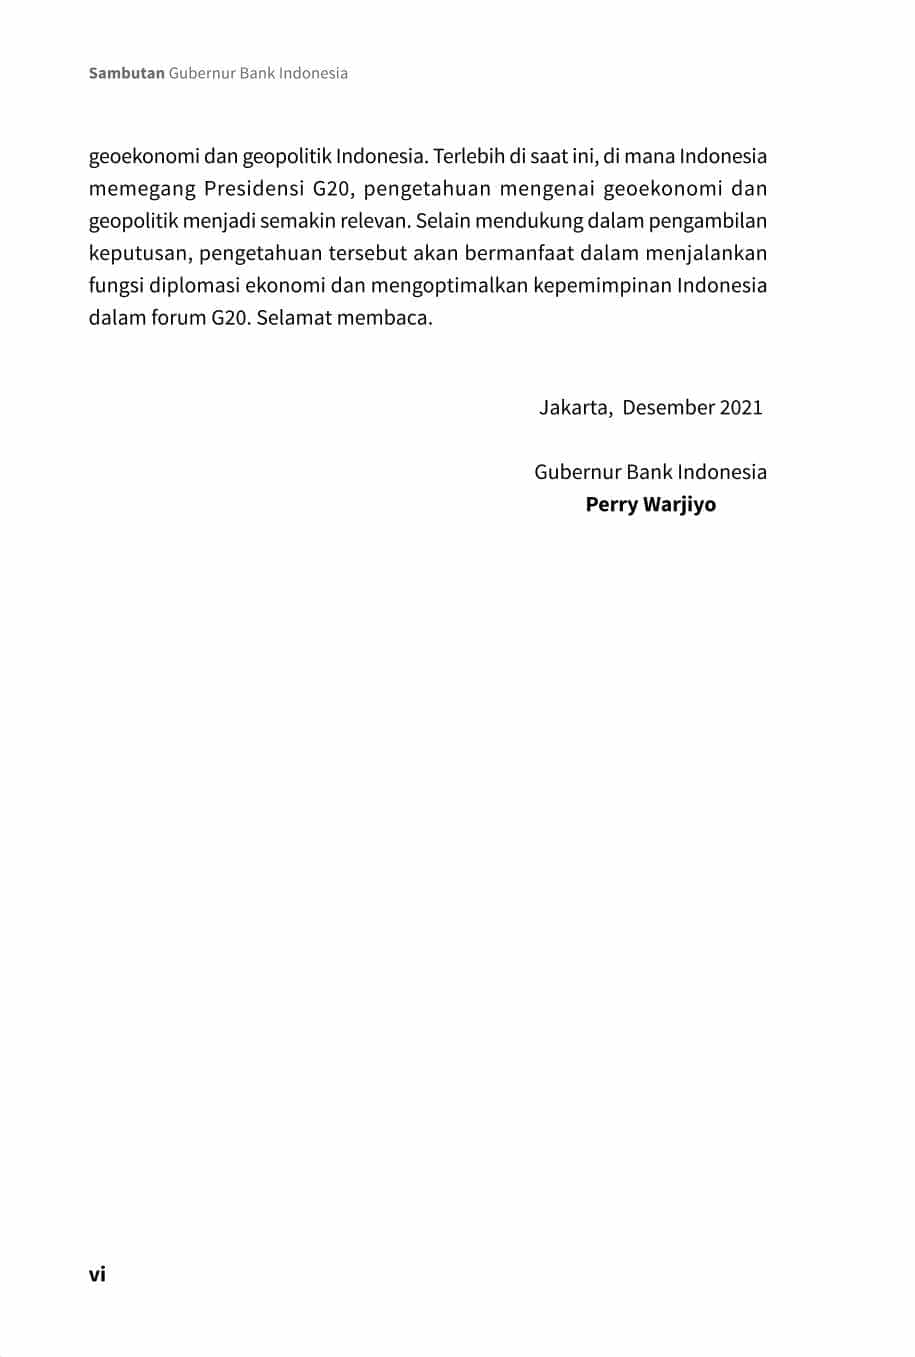 Sambutan Gubernur Bank Indonesia
geoekonomi dan geopolitik Indonesia. Terlebih di saat ini, di mana Indonesia
memegang Presidensi G20, pengetahuan mengenai geoekonomi dan
geopolitik menjadi semakin relevan. Selain mendukung dalam pengambilan
keputusan, pengetahuan tersebut akan bermanfaat dalam menjalankan
fungsi diplomasi ekonomi dan mengoptimalkan kepemimpinan Indonesia
dalam forum G20. Selamat membaca.
Jakarta,  Desember 2021
Gubernur Bank Indonesia
Perry Warjiyo
vi